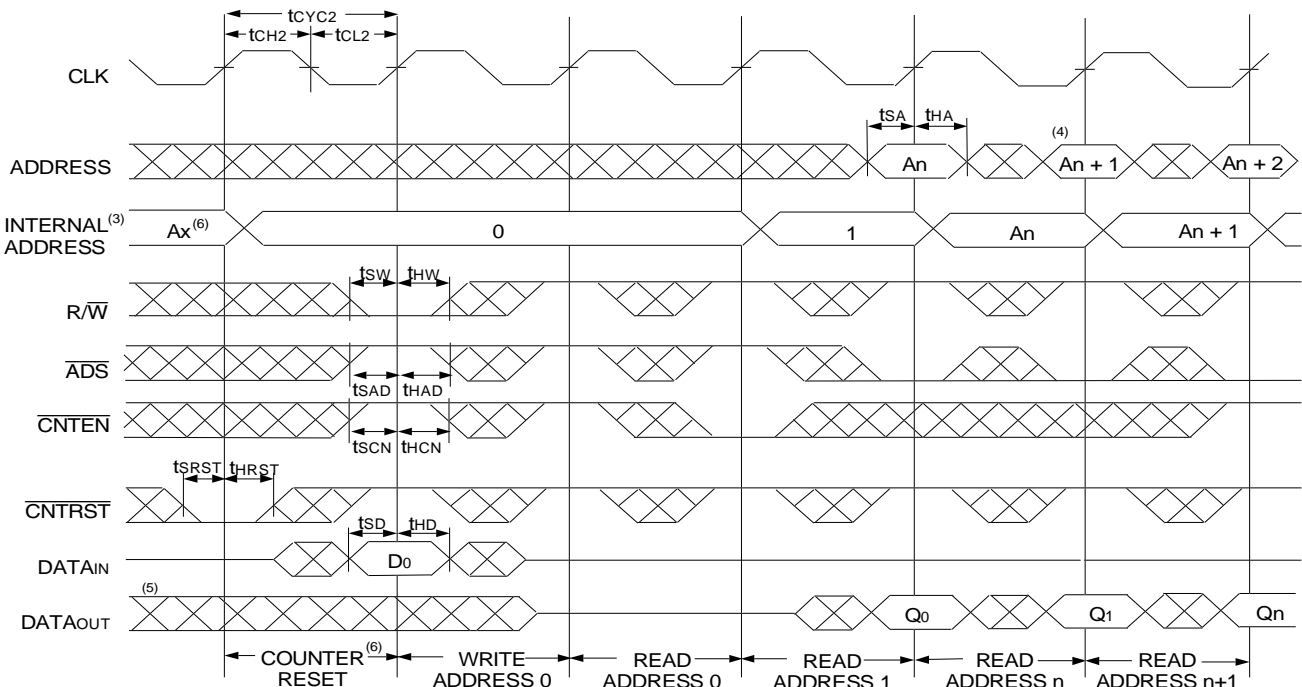 tCYC2
tCH2 tCL2
CLK
tSA tHA
(4)
ADDRESS An An + 1 An + 2
INTERNAL(3)
ADDRESS Ax(6) 0 1 An An + 1
tSW tHW
R/W̅
A̅D̅S̅
tSAD tHAD
C̅N̅T̅E̅N̅
tSCN tHCN
tSRST tHRST
C̅N̅T̅R̅S̅T̅
tSD tHD
DATAIN D0
(5)
DATAOUT Q0 Q1 Qn
COUNTER(6) WRITE READ READ READ READ
RESET ADDRESS 0 ADDRESS 0 ADDRESS 1 ADDRESS n ADDRESS n+1